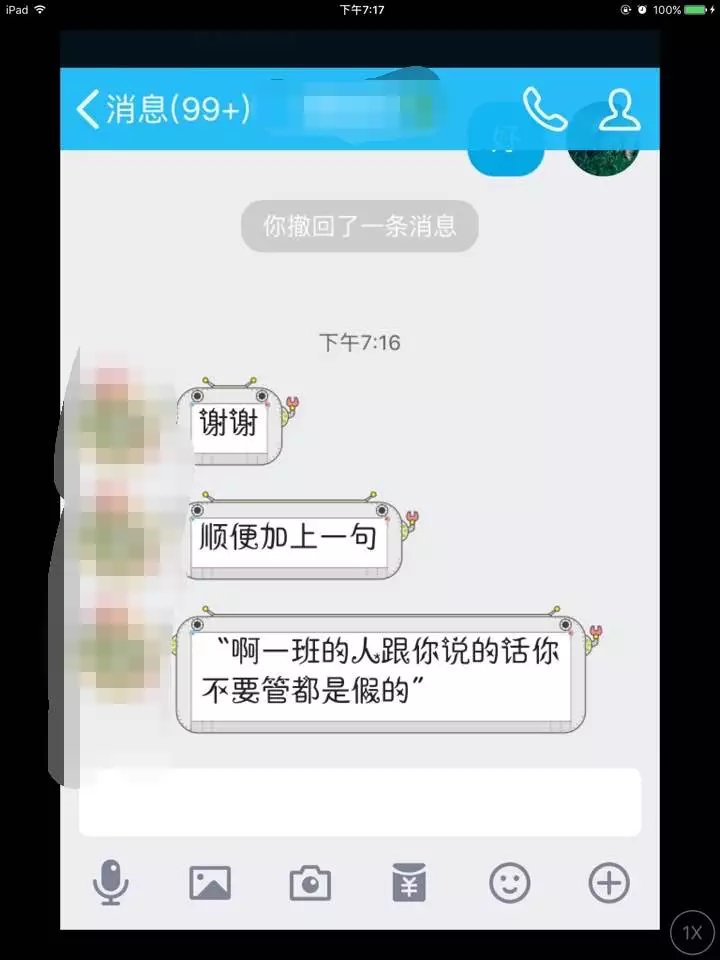 iPad 下午7:17 100%
消息(99+)
好
你撤回了一条消息
下午7:16
谢谢
顺便加上一句
“啊一班的人跟你说的话你
不要管都是假的”
1X